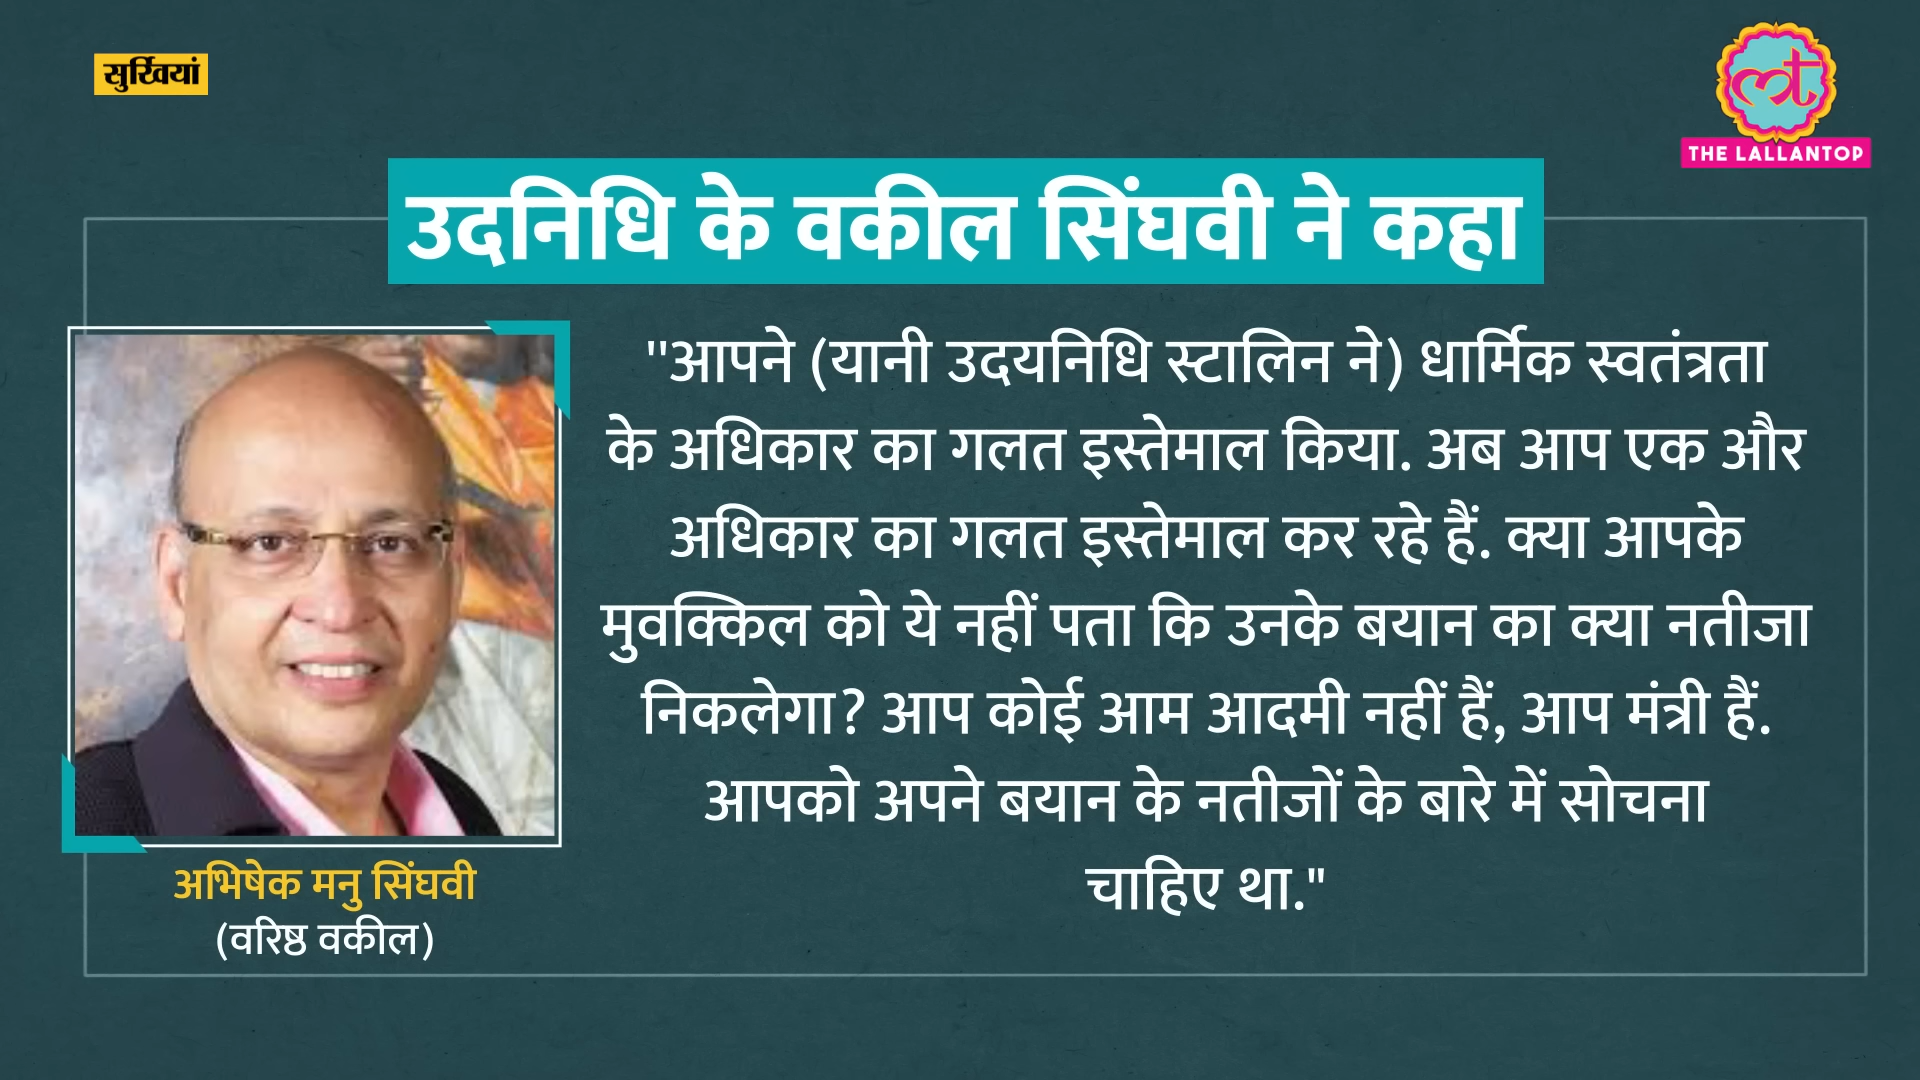 सुर्खियां
lt
THE LALLANTOP
उदनिधि के वकील सिंघवी ने कहा
"आपने (यानी उदयनिधि स्टालिन ने) धार्मिक स्वतंत्रता
के अधिकार का गलत इस्तेमाल किया. अब आप एक और
अधिकार का गलत इस्तेमाल कर रहे हैं. क्या आपके
मुवक्किल को ये नहीं पता कि उनके बयान का क्या नतीजा
निकलेगा? आप कोई आम आदमी नहीं हैं, आप मंत्री हैं.
आपको अपने बयान के नतीजों के बारे में सोचना
चाहिए था."
अभिषेक मनु सिंघवी
(वरिष्ठ वकील)